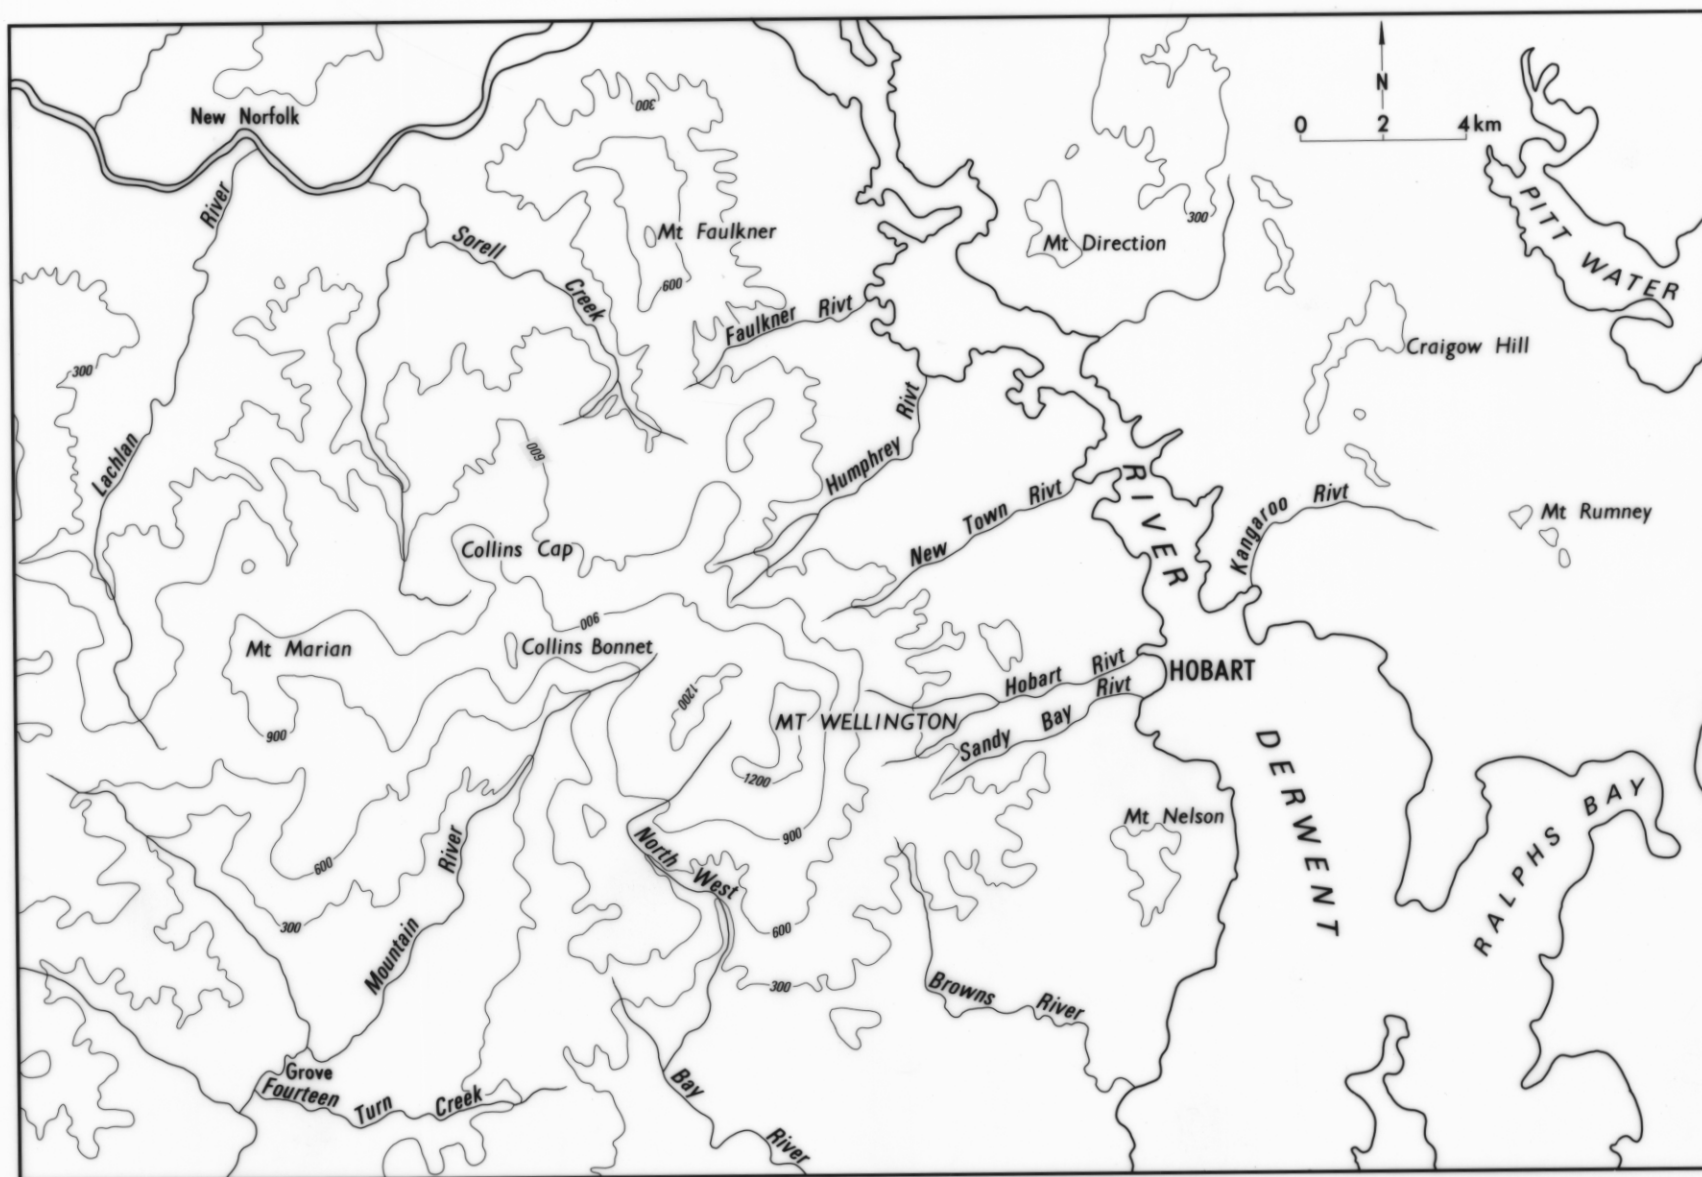 New Norfolk
300
N
0 2 4 km
River
Sorell
Creek
Mt Faulkner
600
Mt Direction
300
PITT
WATER
Faulkner Rivt
Craigow Hill
300
Lachlan
Rivt
Humphrey
600
RIVER
New Town Rivt
Kangaroo Rivt
Mt Rumney
Collins Cap
900
Mt Marian
Collins Bonnet
Hobart Rivt
HOBART
Rivt
1200
MT WELLINGTON
Sandy Bay
900
1200
DERWENT
RALPHS BAY
Mt Nelson
900
River
600
North West
300
600
Mountain
300
Browns River
Grove
Fourteen Turn Creek
Bay
River